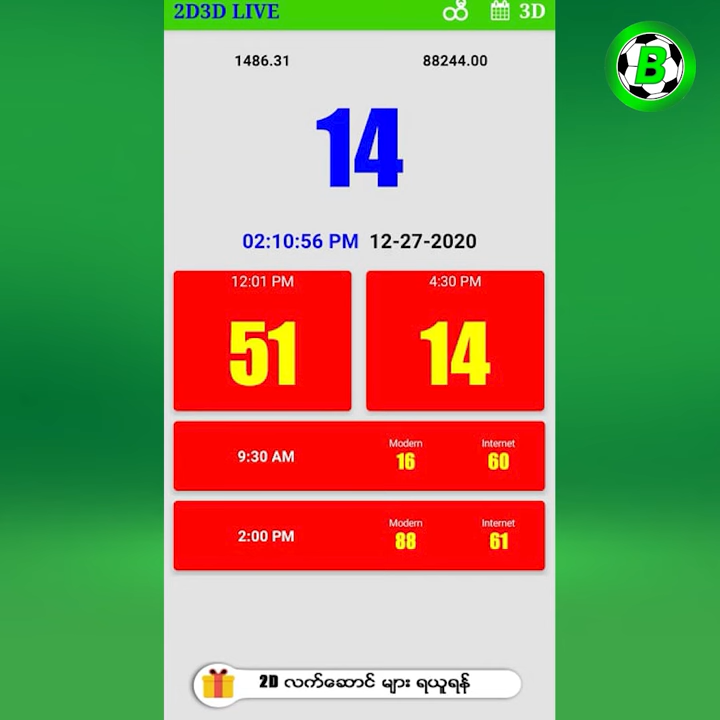 2D3D LIVE ထီ 3D
B
1486.31 88244.00
14
02:10:56 PM 12-27-2020
12:01 PM 4:30 PM
51 14
Modern Internet
9:30 AM 16 60
Modern Internet
2:00 PM 88 61
2D လက်ဆောင် များ ရယူရန်